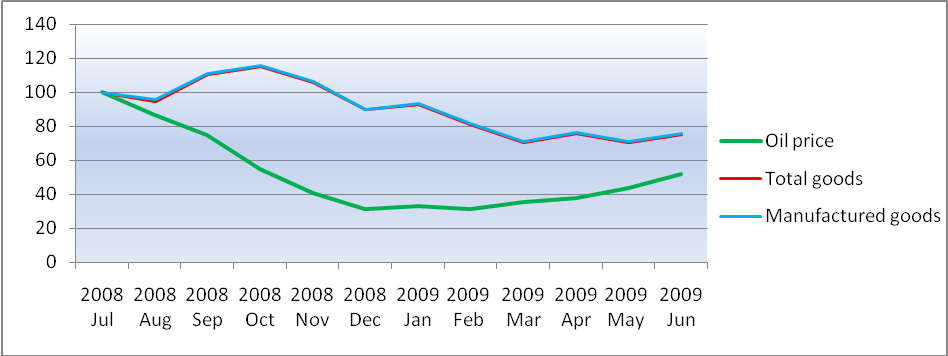 140
120
100
80
60
40
20
0
2008 2008 2008 2008 2008 2008 2009 2009 2009 2009 2009 2009
Jul Aug Sep Oct Nov Dec Jan Feb Mar Apr May Jun
Oil price
Total goods
Manufactured goods